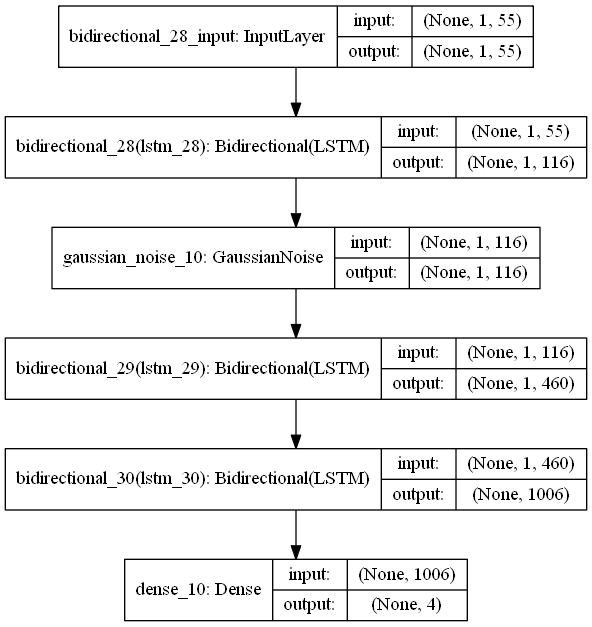 bidirectional_28_input: InputLayer
input: (None, 1, 55)
output: (None, 1, 55)
bidirectional_28(lstm_28): Bidirectional(LSTM)
input: (None, 1, 55)
output: (None, 1, 116)
gaussian_noise_10: GaussianNoise
input: (None, 1, 116)
output: (None, 1, 116)
bidirectional_29(lstm_29): Bidirectional(LSTM)
input: (None, 1, 116)
output: (None, 1, 460)
bidirectional_30(lstm_30): Bidirectional(LSTM)
input: (None, 1, 460)
output: (None, 1006)
dense_10: Dense
input: (None, 1006)
output: (None, 4)